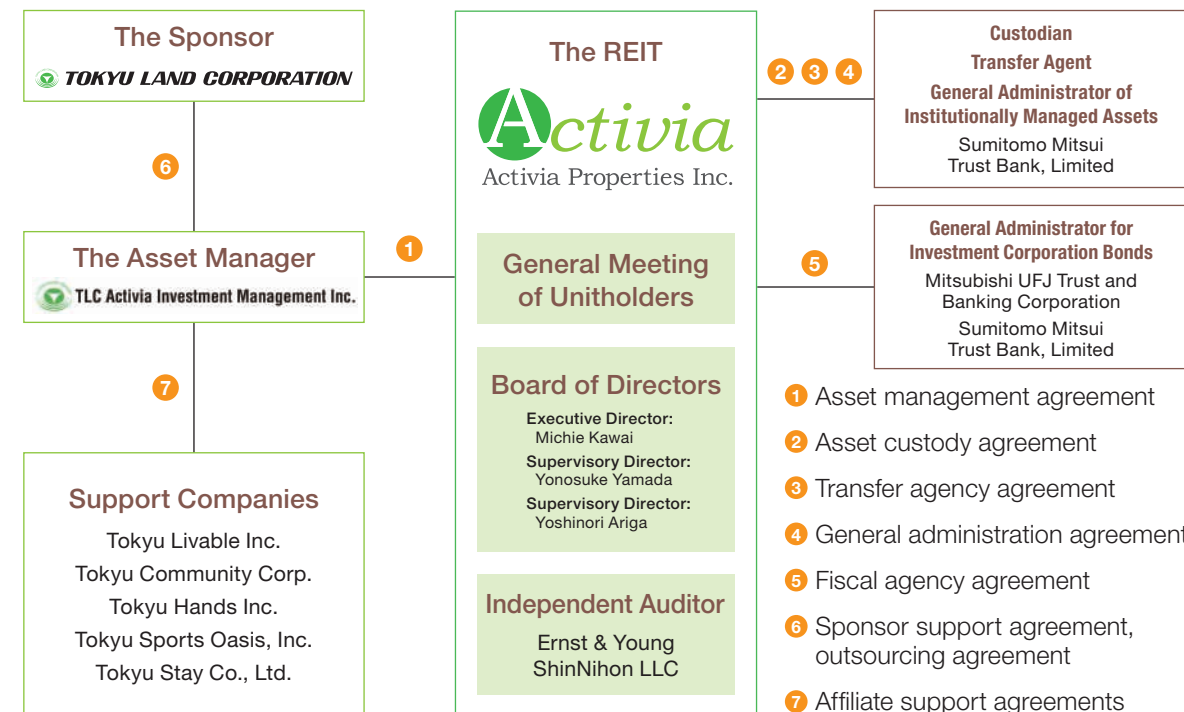 The Sponsor
TOKYU LAND CORPORATION
6
The Asset Manager
TLC Activia Investment Management Inc.
7
Support Companies
Tokyu Livable Inc.
Tokyu Community Corp.
Tokyu Hands Inc.
Tokyu Sports Oasis, Inc.
Tokyu Stay Co., Ltd.
1
The REIT
Activia
Activia Properties Inc.
General Meeting
of Unitholders
Board of Directors
Executive Director:
Michie Kawai
Supervisory Director:
Yonosuke Yamada
Supervisory Director:
Yoshinori Ariga
Independent Auditor
Ernst & Young
ShinNihon LLC
2 3 4
Custodian
Transfer Agent
General Administrator of
Institutionally Managed Assets
Sumitomo Mitsui
Trust Bank, Limited
5
General Administrator for
Investment Corporation Bonds
Mitsubishi UFJ Trust and
Banking Corporation
Sumitomo Mitsui
Trust Bank, Limited
1 Asset management agreement
2 Asset custody agreement
3 Transfer agency agreement
4 General administration agreement
5 Fiscal agency agreement
6 Sponsor support agreement,
outsourcing agreement
7 Affiliate support agreements